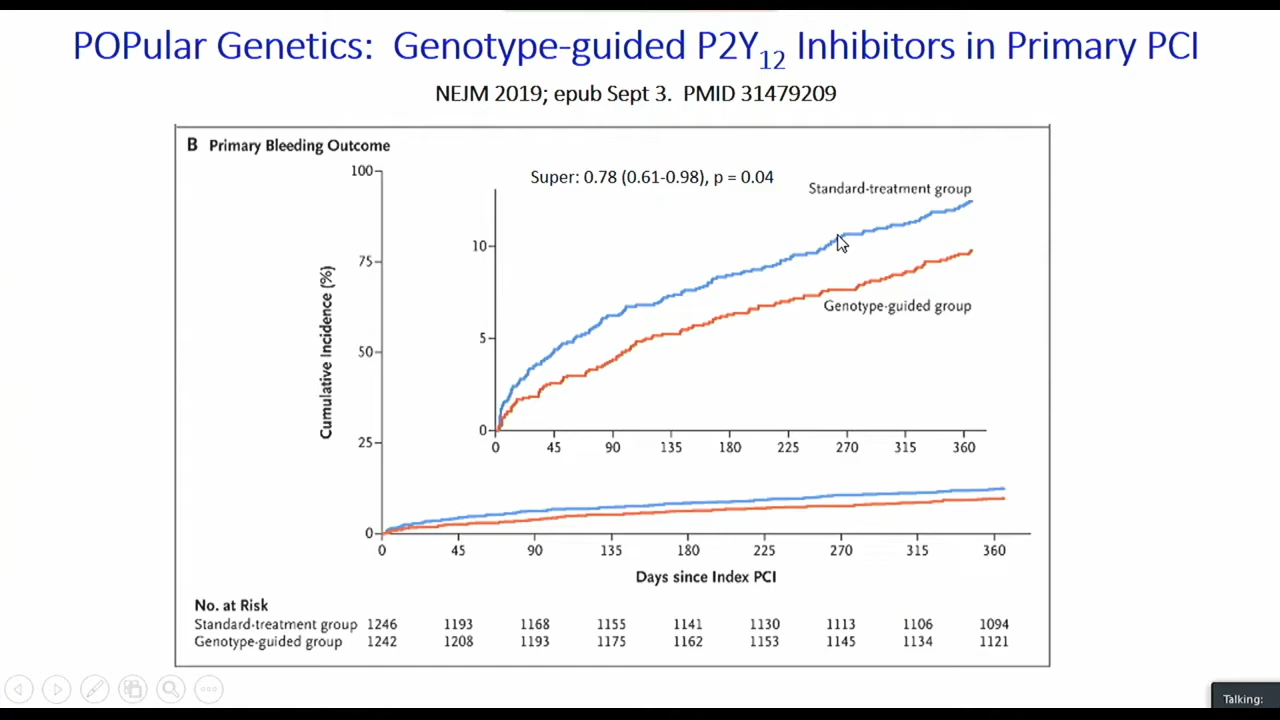 POPular Genetics: Genotype-guided P2Y12 Inhibitors in Primary PCI
NEJM 2019; epub Sept 3. PMID 31479209
B Primary Bleeding Outcome
Super: 0.78 (0.61-0.98), p = 0.04
Standard-treatment group
Genotype-guided group
Cumulative Incidence (%)
100
75
50
25
0
10
5
0
0 45 90 135 180 225 270 315 360
0 45 90 135 180 225 270 315 360
Days since Index PCI
No. at Risk
Standard-treatment group 1246 1193 1168 1155 1141 1130 1113 1106 1094
Genotype-guided group 1242 1208 1193 1175 1162 1153 1145 1134 1121
Talking: